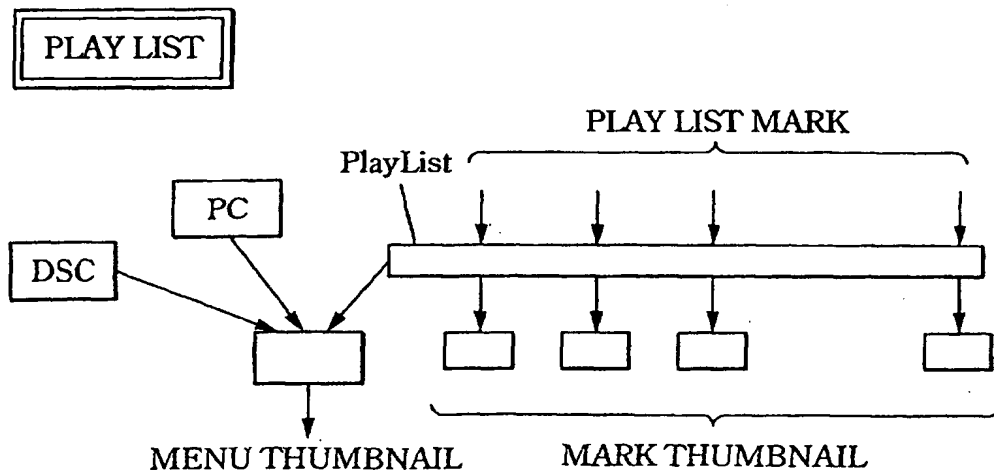 PLAY LIST
PLAY LIST MARK
PlayList
PC
DSC
MENU THUMBNAIL
MARK THUMBNAIL